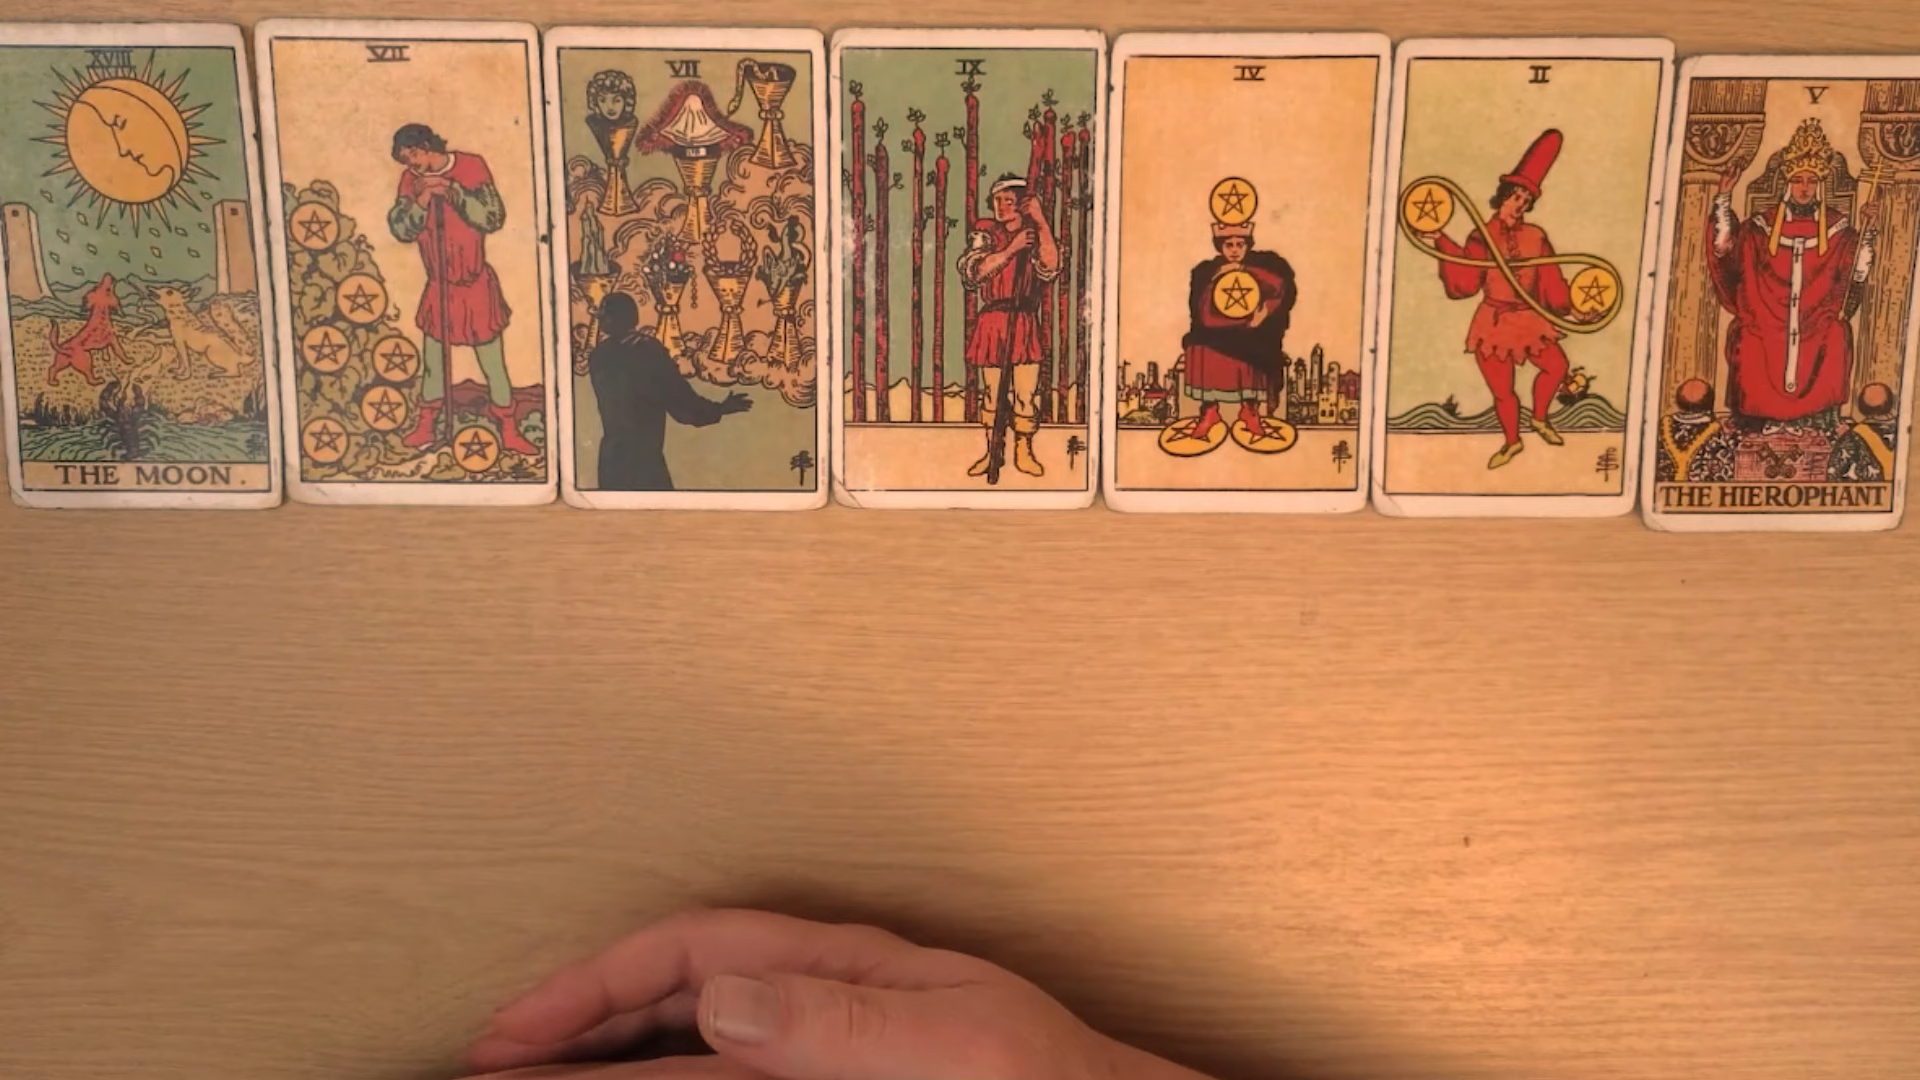 XVIII
VII
VII
IX
IV
II
V
THE MOON.
THE HIEROPHANT